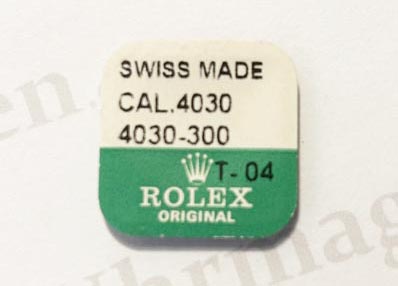 SWISS MADE
CAL.4030
4030-300
T-04
ROLEX
ORIGINAL